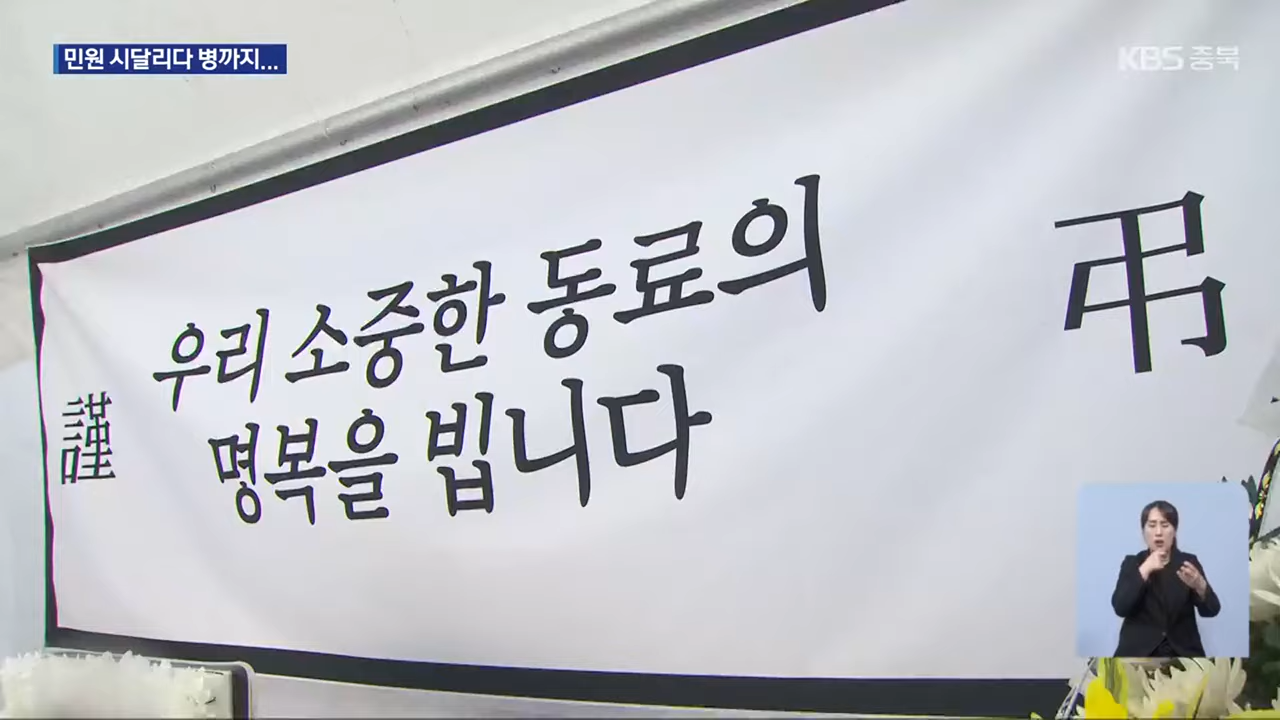 민원 시달리다 병까지...
KBS 충북
謹 弔
우리 소중한 동료의
명복을 빕니다